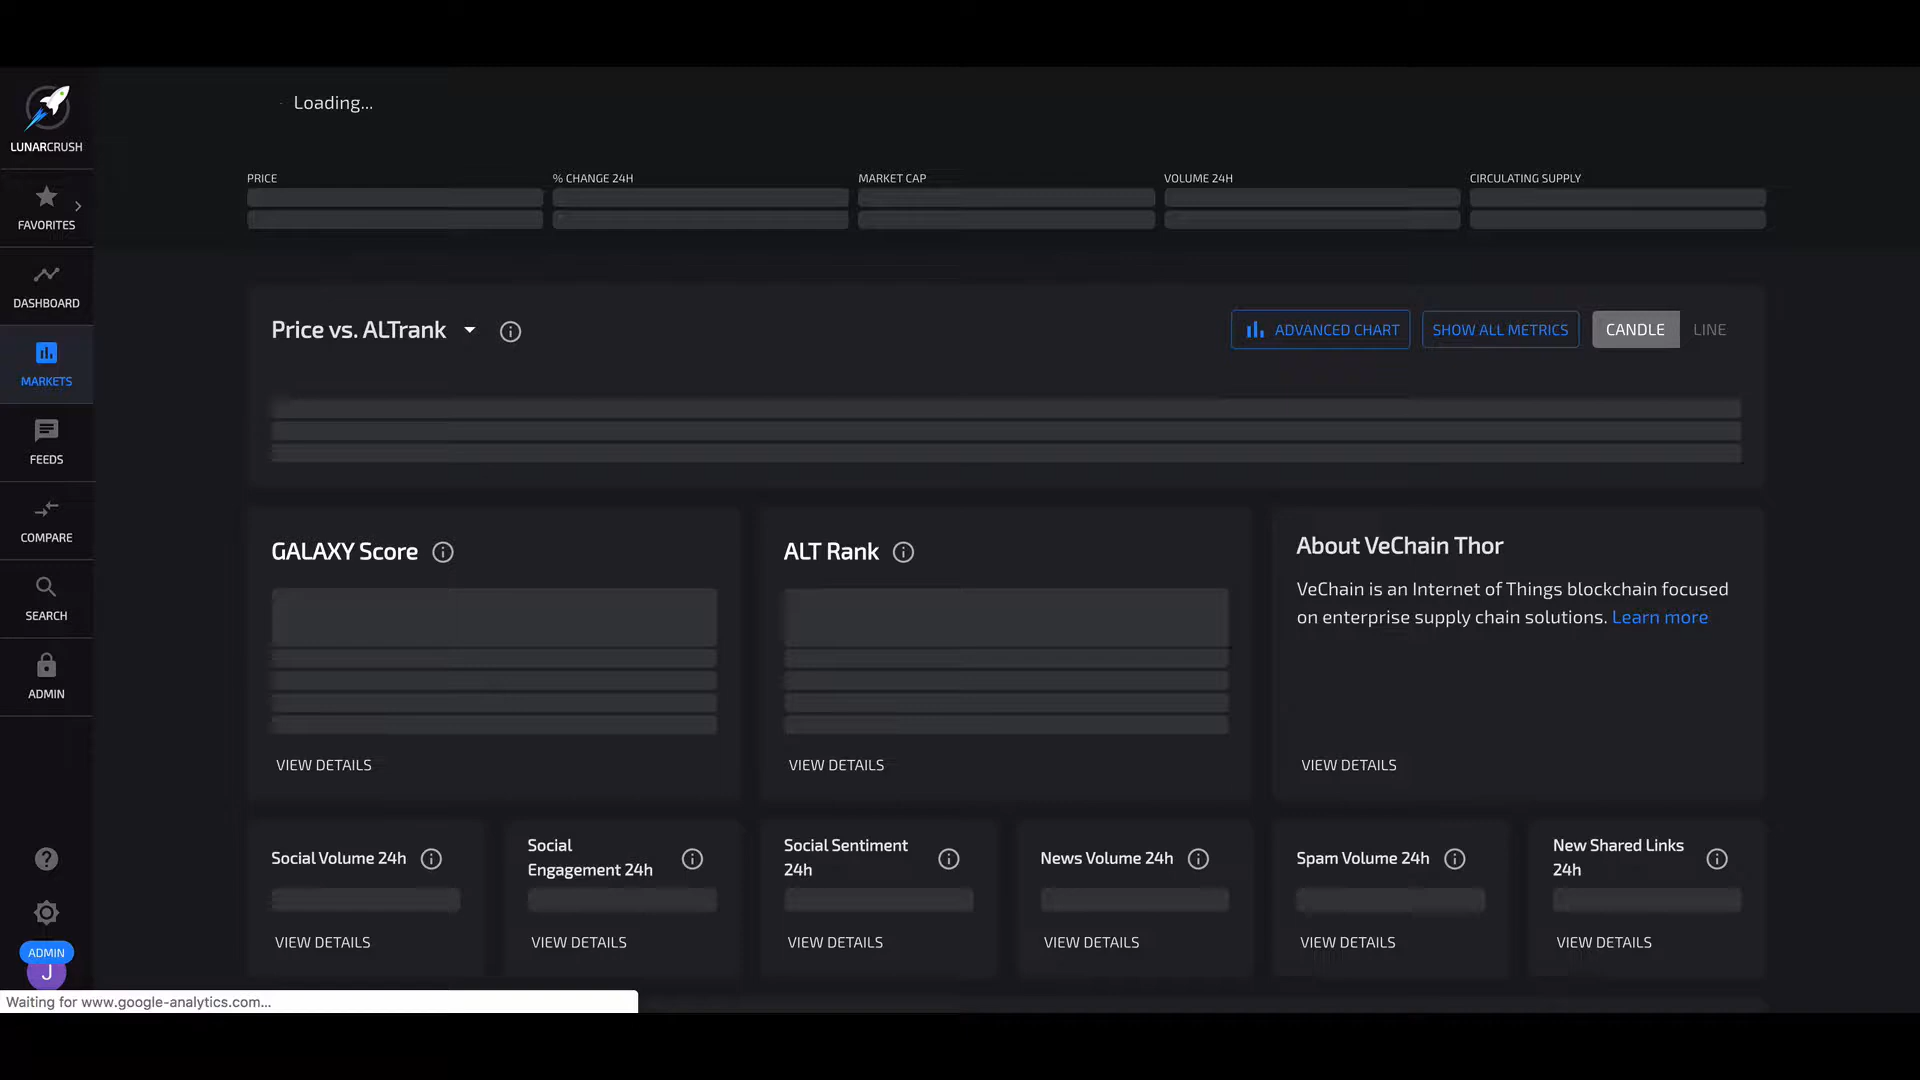 Loading...
LUNARCRUSH
FAVORITES
DASHBOARD
MARKETS
FEEDS
COMPARE
SEARCH
ADMIN
ADMIN
J
PRICE
% CHANGE 24H
MARKET CAP
VOLUME 24H
CIRCULATING SUPPLY
Price vs. ALTrank
ADVANCED CHART
SHOW ALL METRICS
CANDLE
LINE
GALAXY Score
VIEW DETAILS
ALT Rank
VIEW DETAILS
About VeChain Thor
VeChain is an Internet of Things blockchain focused
on enterprise supply chain solutions. Learn more
VIEW DETAILS
Social Volume 24h
VIEW DETAILS
Social
Engagement 24h
VIEW DETAILS
Social Sentiment
24h
VIEW DETAILS
News Volume 24h
VIEW DETAILS
Spam Volume 24h
VIEW DETAILS
New Shared Links
24h
VIEW DETAILS
Waiting for www.google-analytics.com...